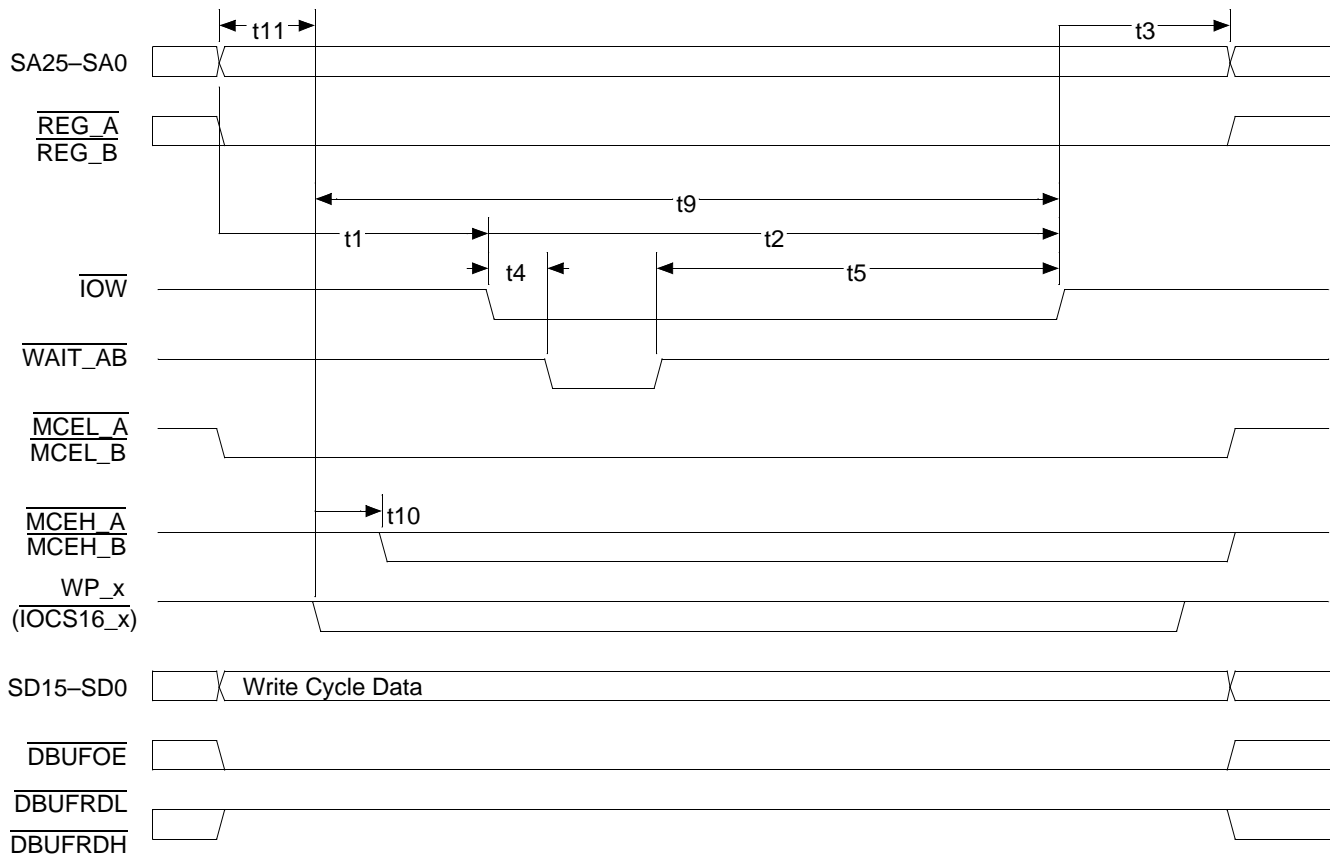 t11
t3
SA25–SA0
REG_A
REG_B
t9
t1
t2
t4
t5
IOW
WAIT_AB
MCEL_A
MCEL_B
t10
MCEH_A
MCEH_B
WP_x
(IOCS16_x)
SD15–SD0 Write Cycle Data
DBUFOE
DBUFRDL
DBUFRDH